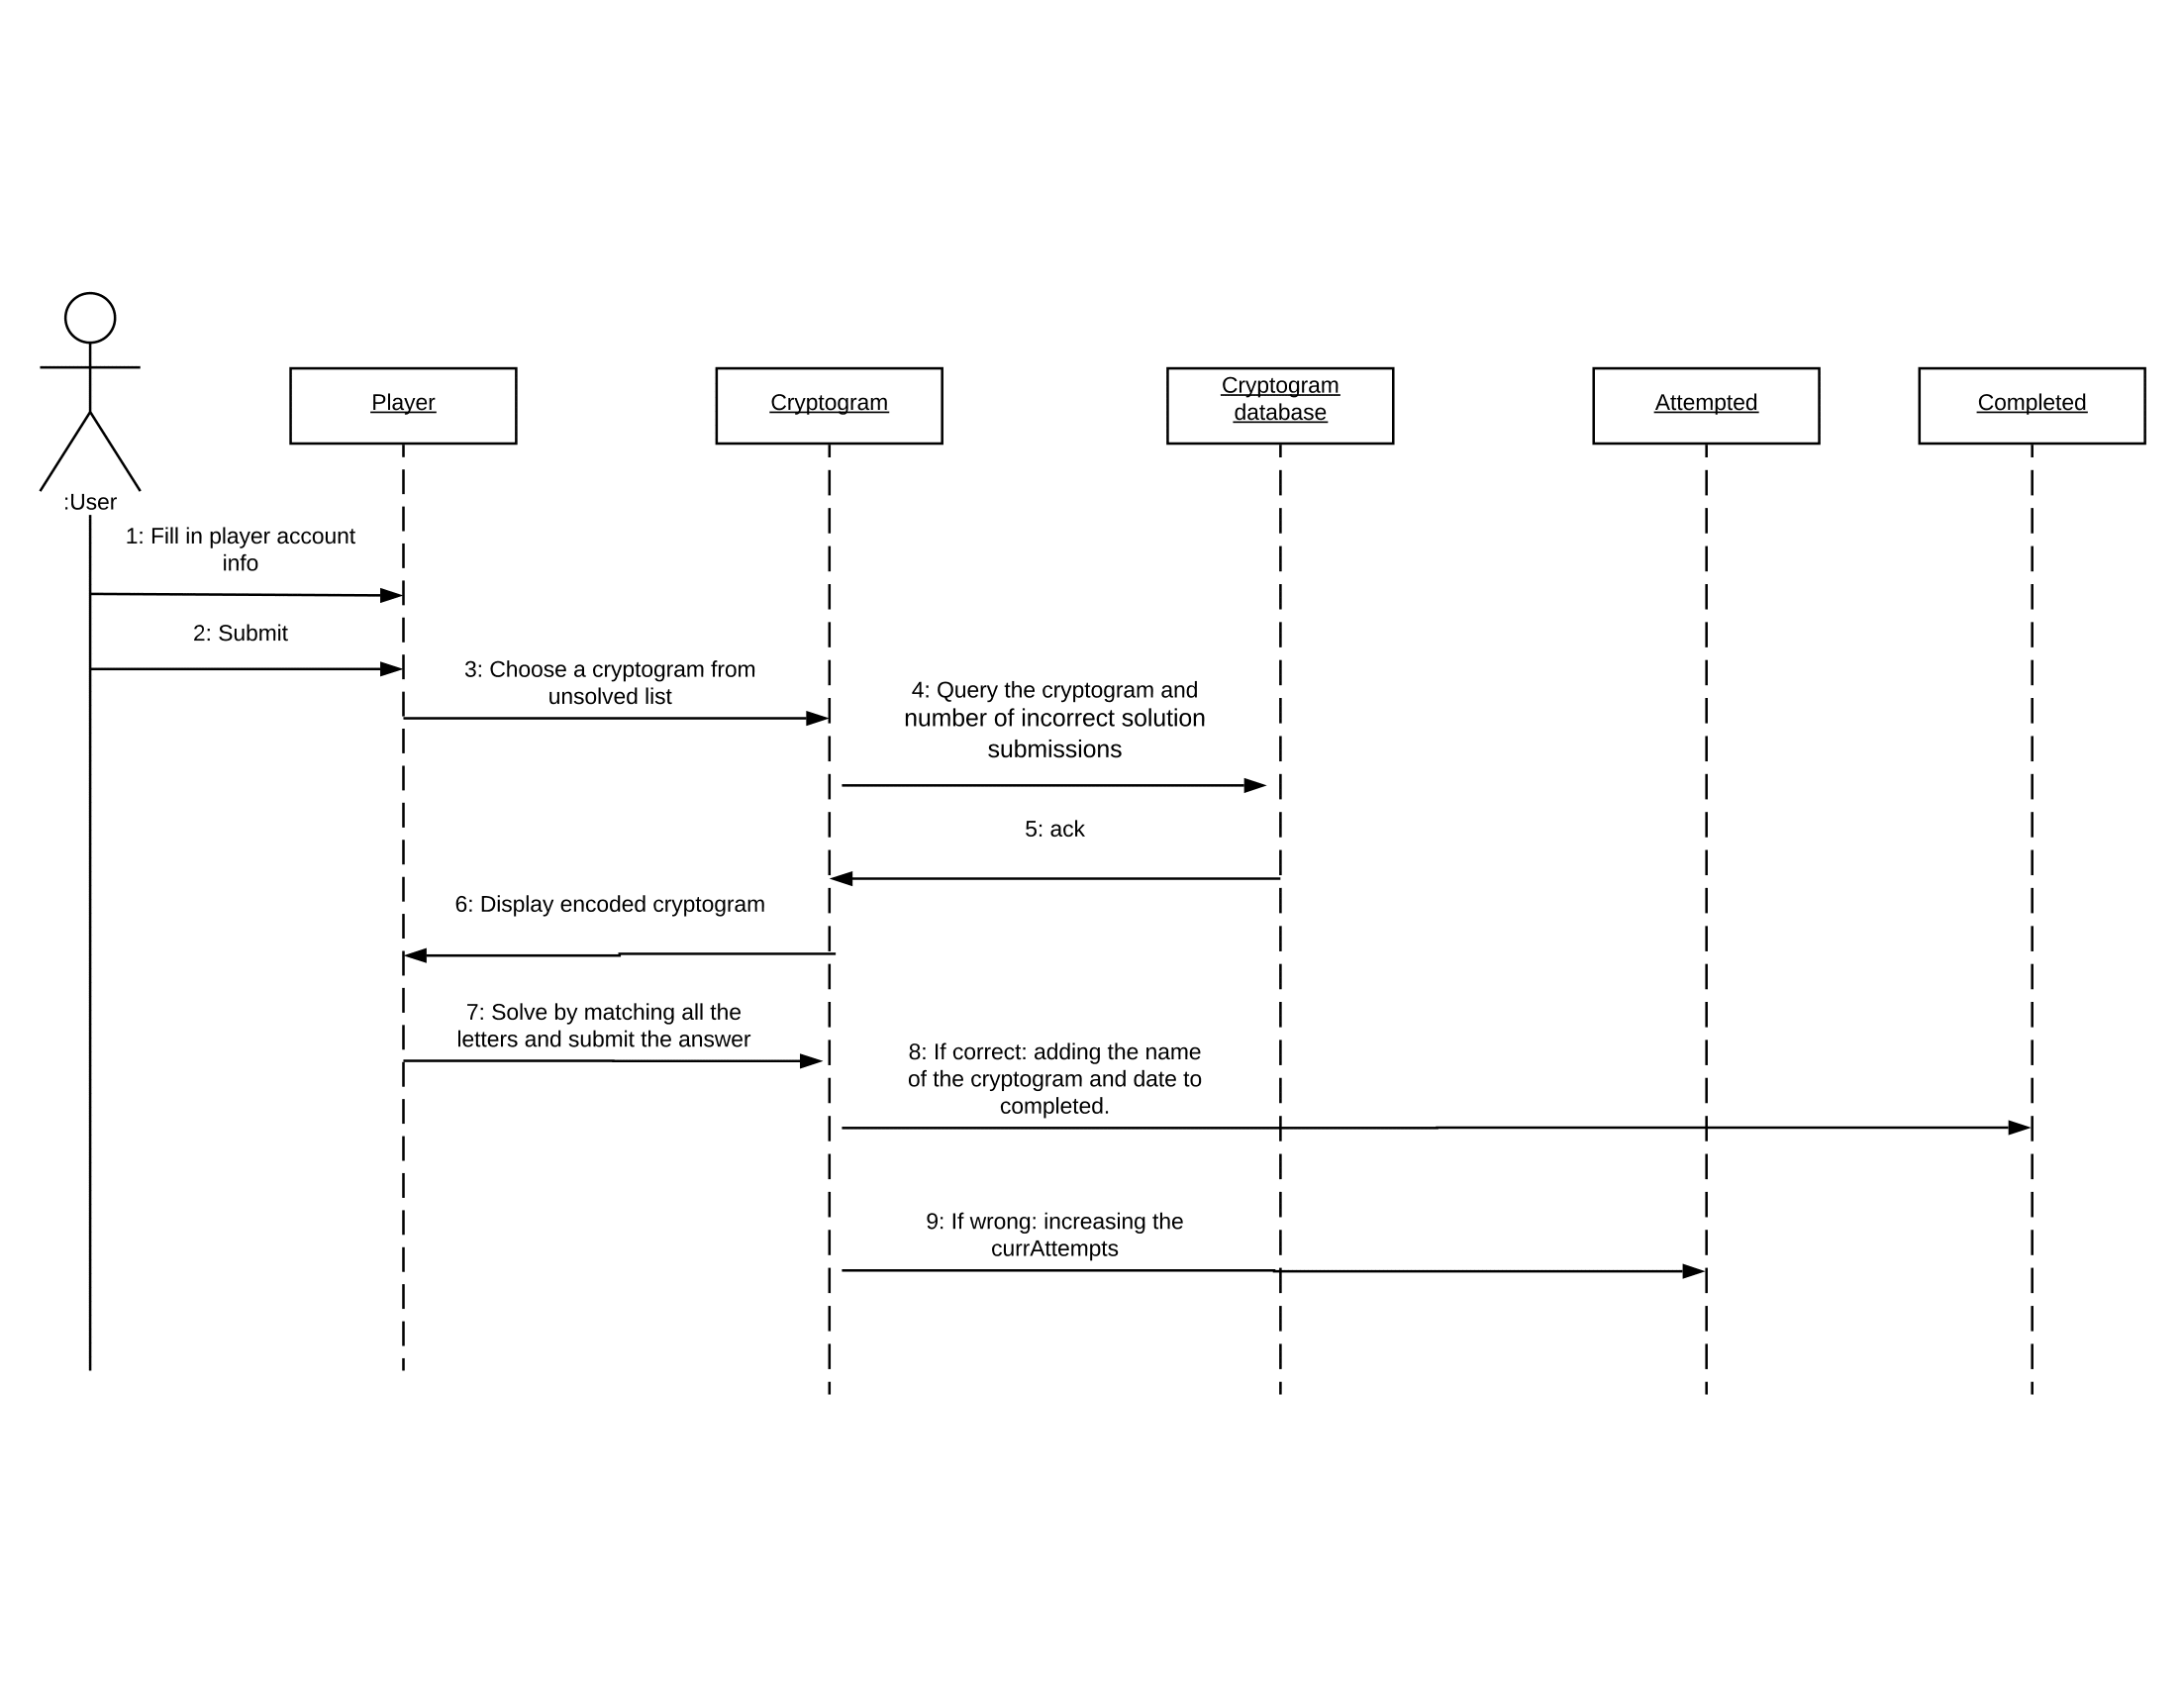 Player
Cryptogram
Cryptogram
database
Attempted
Completed
:User
1: Fill in player account
info
2: Submit
3: Choose a cryptogram from
unsolved list
4: Query the cryptogram and
number of incorrect solution
submissions
5: ack
6: Display encoded cryptogram
7: Solve by matching all the
letters and submit the answer
8: If correct: adding the name
of the cryptogram and date to
completed.
9: If wrong: increasing the
currAttempts